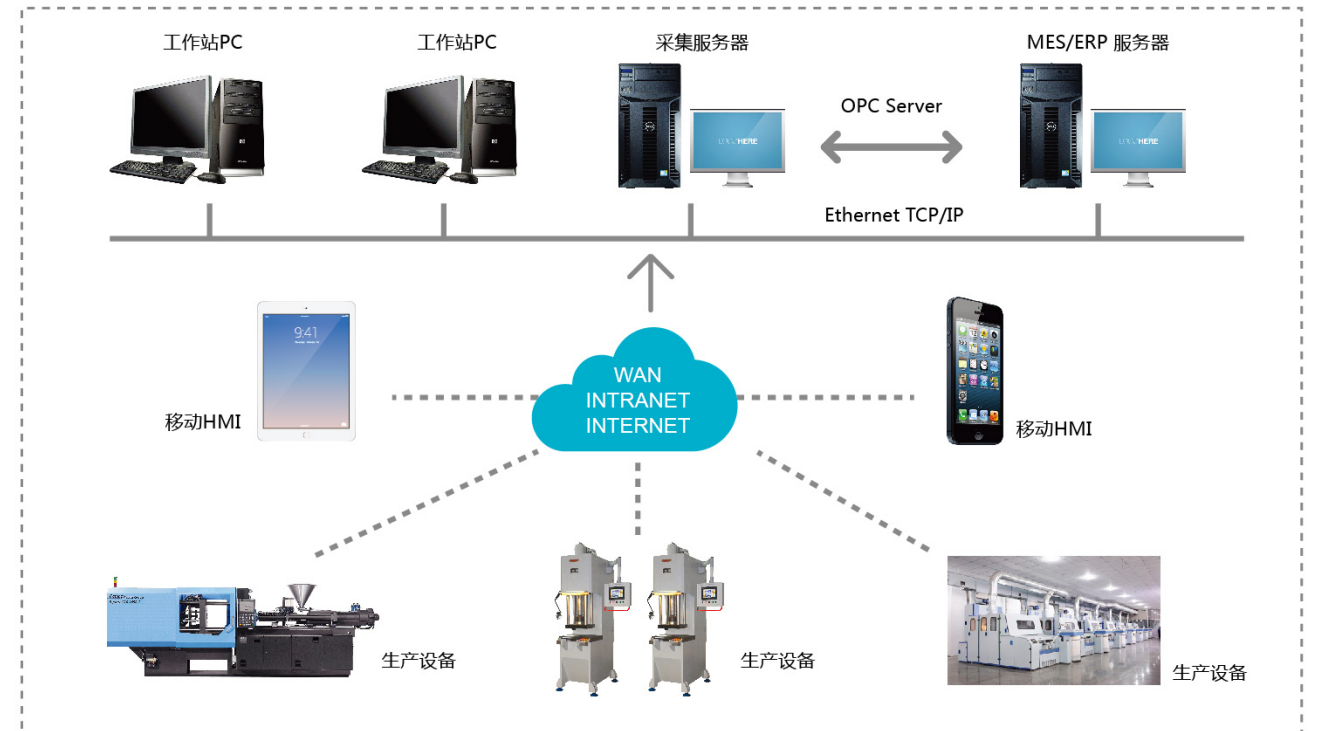 工作站PC
工作站PC
采集服务器
MES/ERP 服务器
OPC Server
Ethernet TCP/IP
9:41
WAN
INTRANET
INTERNET
移动HMI
移动HMI
生产设备
生产设备
生产设备